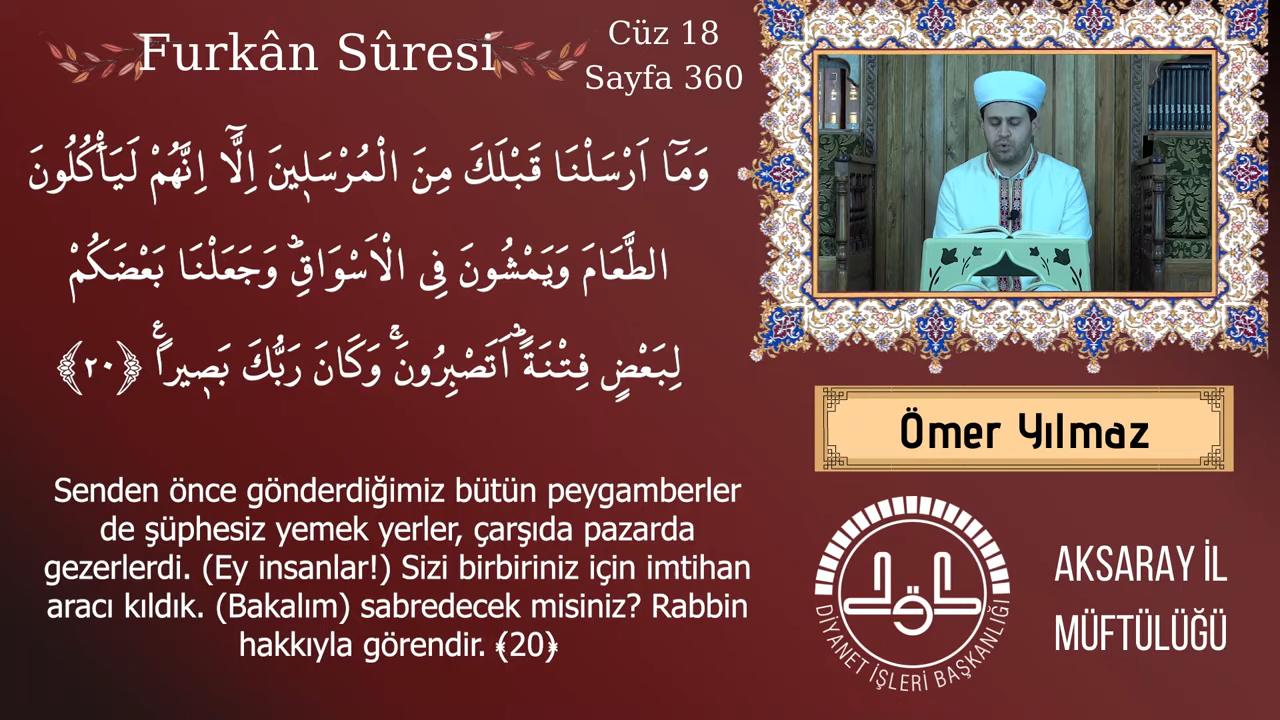 Furkân Sûresi
Cüz 18
Sayfa 360
وَمَٓا اَرْسَلْنَا قَبْلَكَ مِنَ الْمُرْسَل۪ينَ اِلَّٓا اِنَّهُمْ لَيَأْكُلُونَ
الطَّعَامَ وَيَمْشُونَ فِي الْاَسْوَاقِۜ وَجَعَلْنَا بَعْضَكُمْ
لِبَعْضٍ فِتْنَةًۜ اَتَصْبِرُونَۚ وَكَانَ رَبُّكَ بَص۪يراًࣖ ﴿٢٠﴾
Senden önce gönderdiğimiz bütün peygamberler
de şüphesiz yemek yerler, çarşıda pazarda
gezerlerdi. (Ey insanlar!) Sizi birbiriniz için imtihan
aracı kıldık. (Bakalım) sabredecek misiniz? Rabbin
hakkıyla görendir. ﴾20﴿
Ömer Yılmaz
DİYANET İŞLERİ BAŞKANLIĞI
AKSARAY İL
MÜFTÜLÜĞÜ